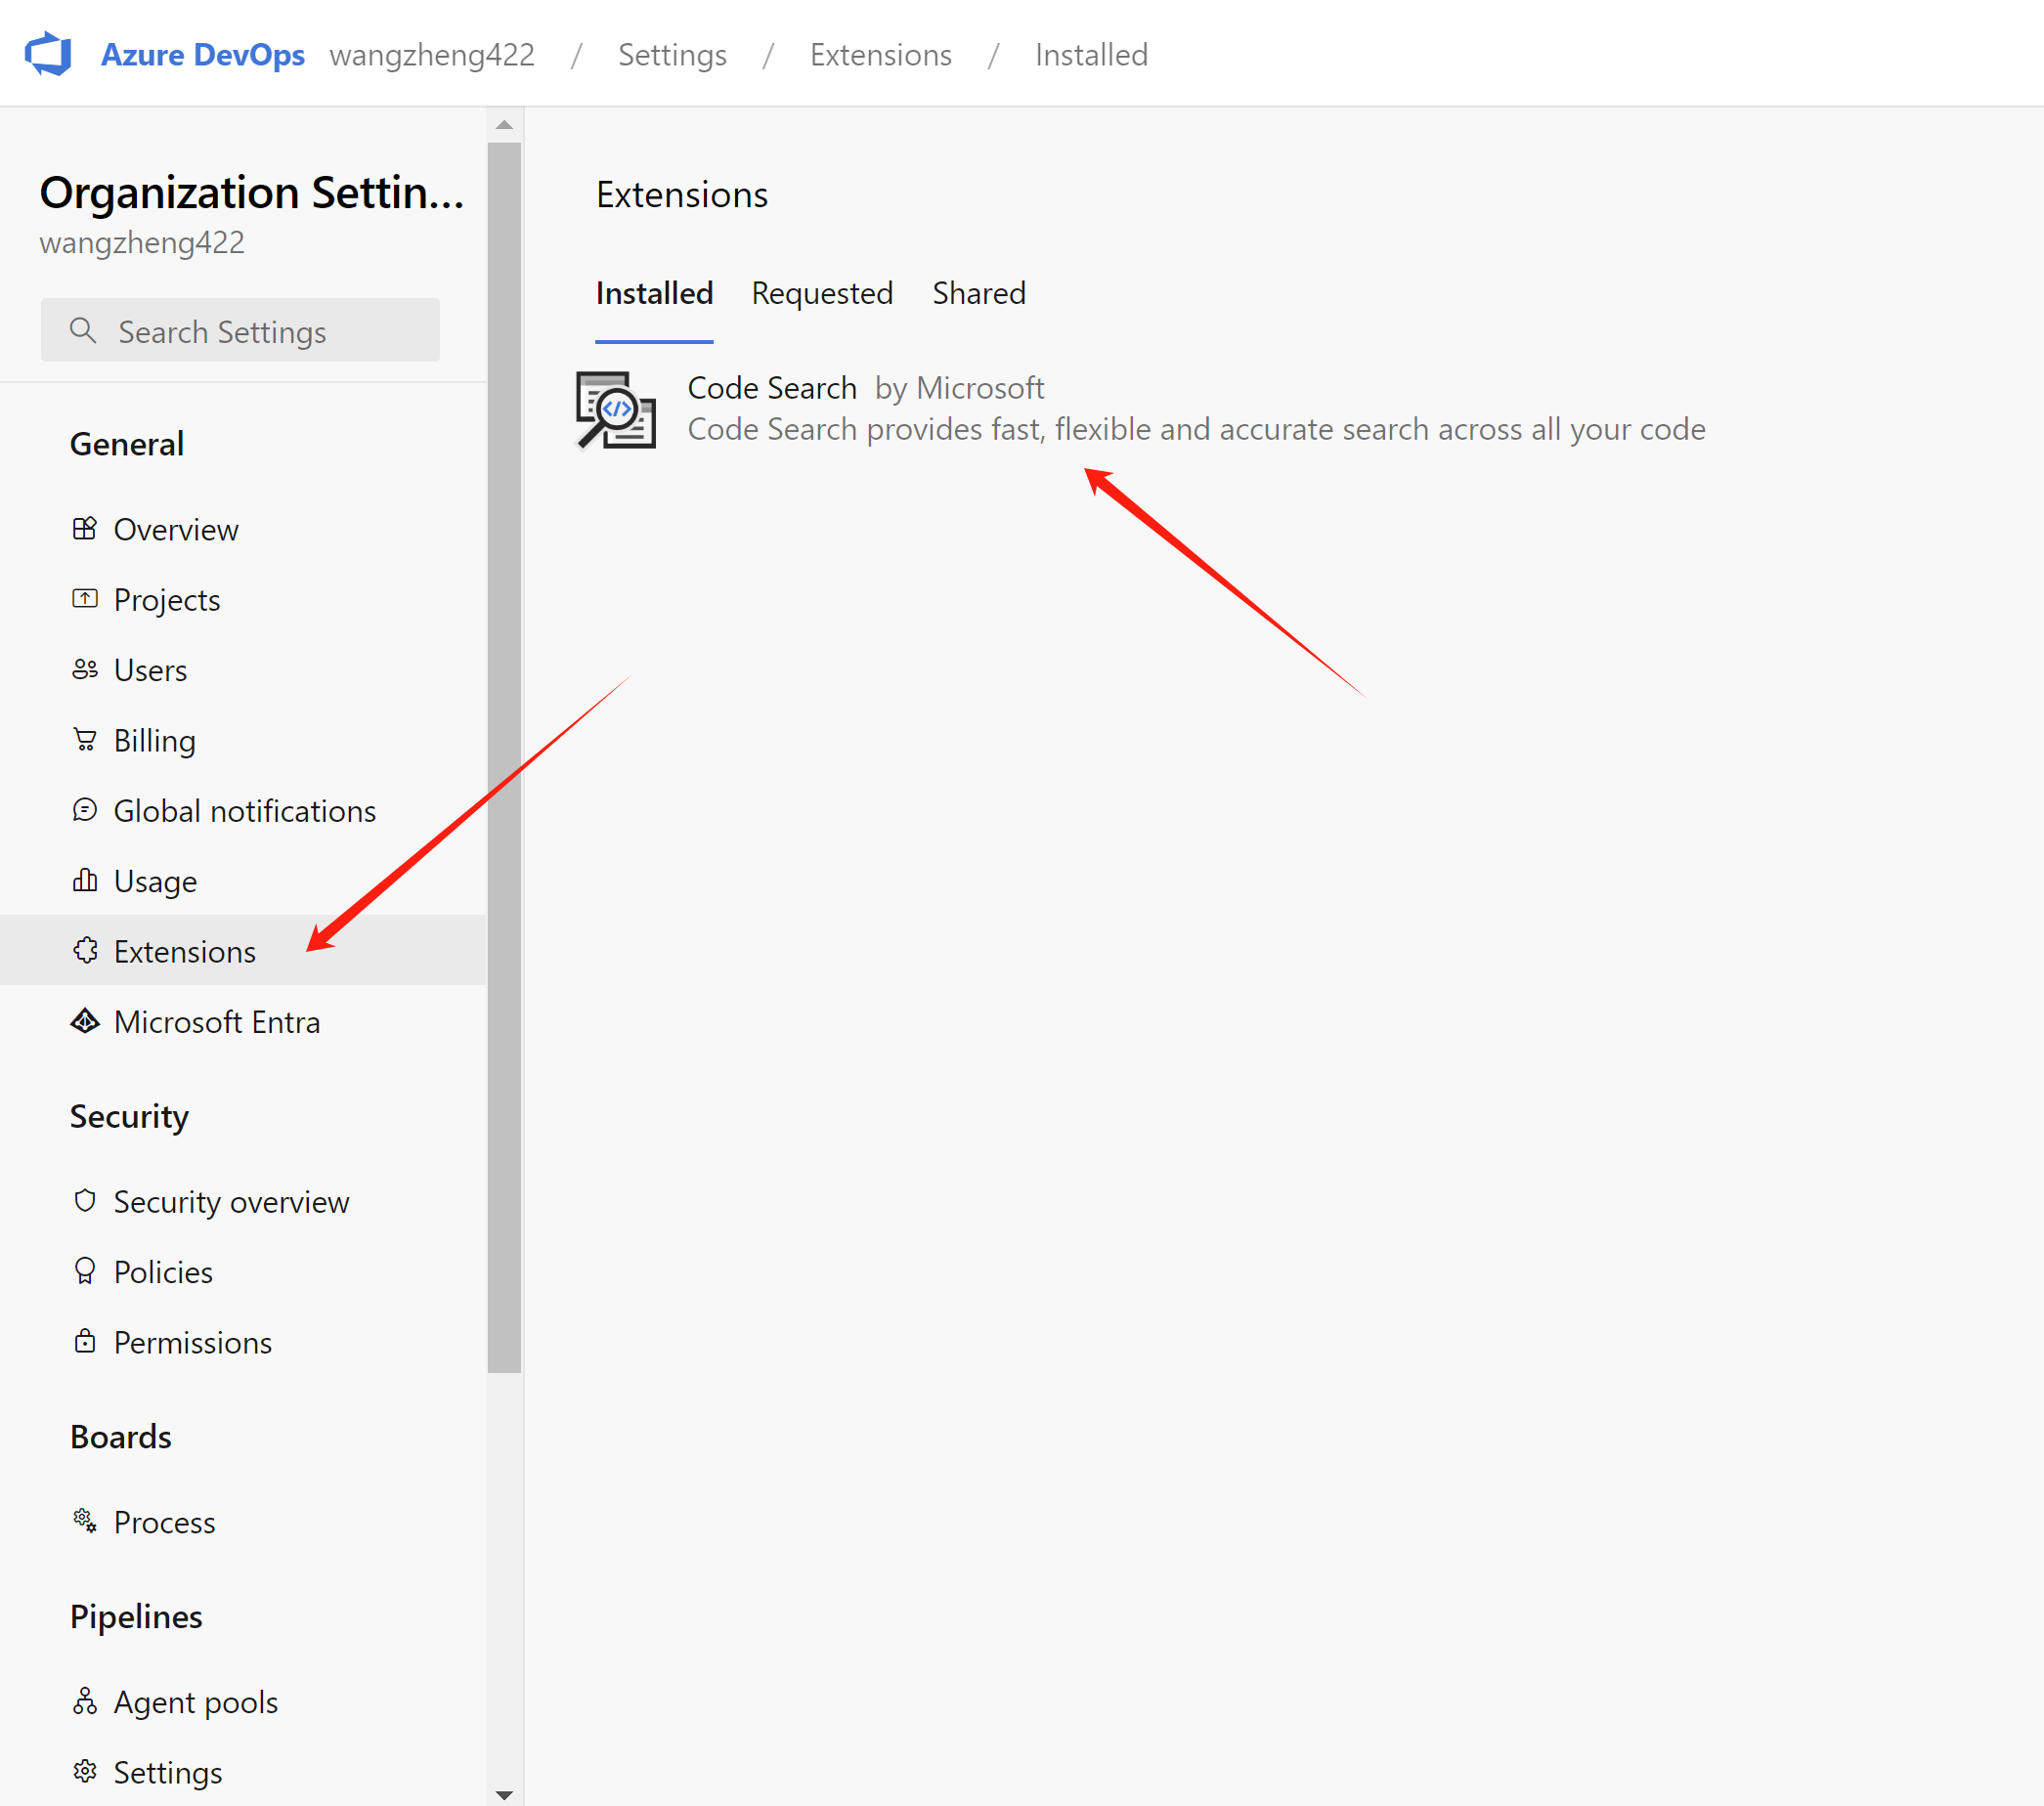 Azure DevOps wangzheng422 / Settings / Extensions / Installed
Organization Settin...
wangzheng422
Search Settings
General
Overview
Projects
Users
Billing
Global notifications
Usage
Extensions
Microsoft Entra
Security
Security overview
Policies
Permissions
Boards
Process
Pipelines
Agent pools
Settings
Extensions
Installed Requested Shared
Code Search by Microsoft
Code Search provides fast, flexible and accurate search across all your code